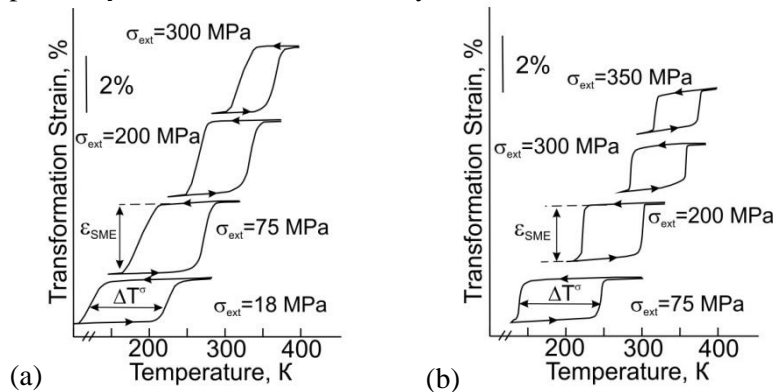 σext=300 MPa
2%
σext=200 MPa
εSME
σext=75 MPa
ΔTσ
σext=18 MPa
Transformation Strain, %
200 300 400
Temperature, K
(a)
2%
σext=350 MPa
σext=300 MPa
εSME
σext=200 MPa
ΔTσ
σext=75 MPa
Transformation Strain, %
200 300 400
Temperature, K
(b)